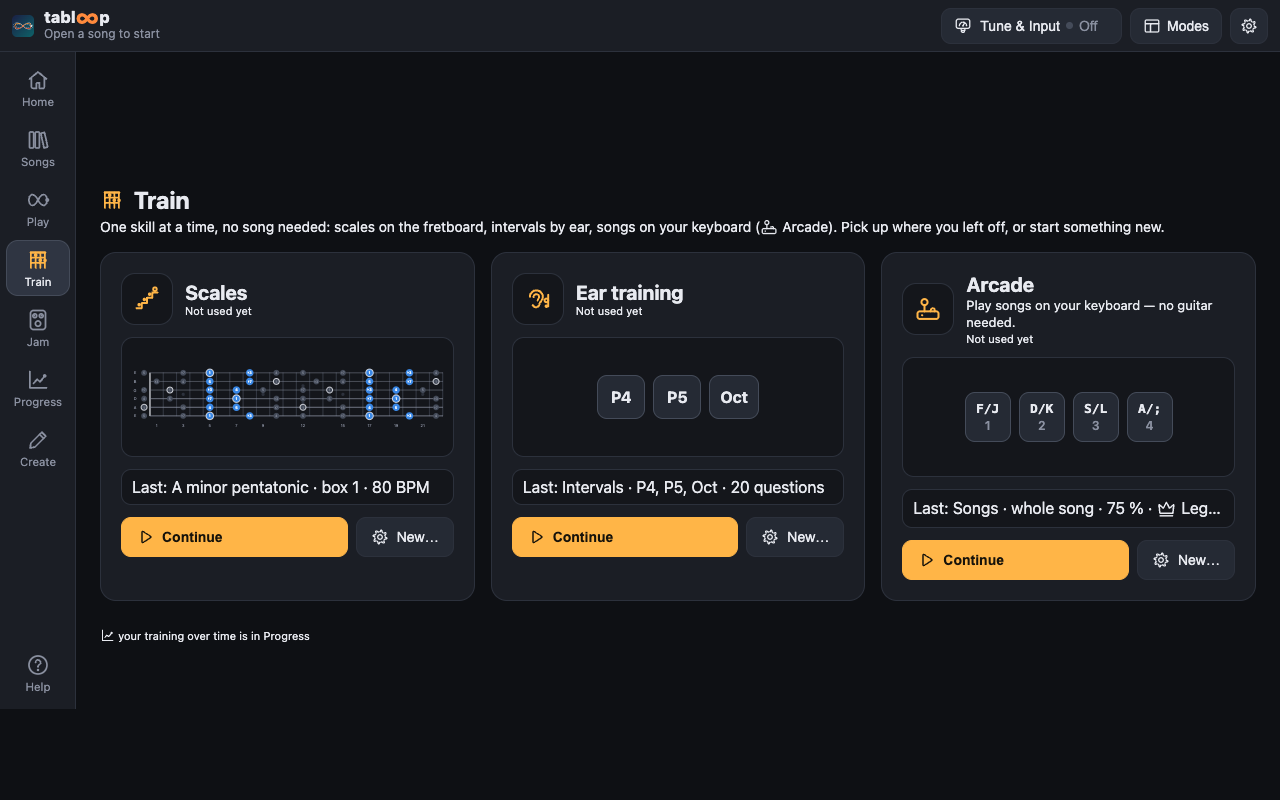 tabloop
Open a song to start
Tune & Input Off
Modes
Home
Songs
Play
Train
Jam
Progress
Create
Help
Train
One skill at a time, no song needed: scales on the fretboard, intervals by ear, songs on your keyboard (Arcade). Pick up where you left off, or start something new.
Scales
Not used yet
Last: A minor pentatonic · box 1 · 80 BPM
Continue
New…
Ear training
Not used yet
P4 P5 Oct
Last: Intervals · P4, P5, Oct · 20 questions
Continue
New…
Arcade
Play songs on your keyboard — no guitar
needed.
Not used yet
F/J D/K S/L A/;
1 2 3 4
Last: Songs · whole song · 75 % · Leg…
Continue
New…
your training over time is in Progress